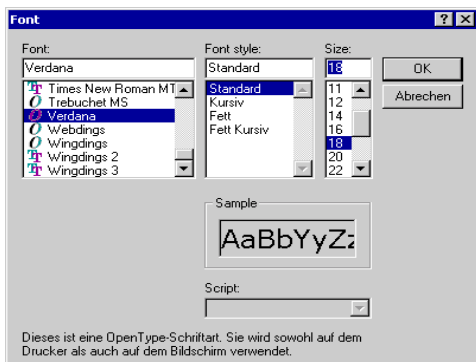 Font
Font: Font style: Size:
Verdana Standard 18 OK
Times New Roman MT Standard 11 Abrechen
Trebuchet MS Kursiv 12
Verdana Fett 14
Webdings Fett Kursiv 16
Wingdings 18
Wingdings 2 20
Wingdings 3 22
Sample
AaBbYyZz
Script:
Dieses ist eine OpenType-Schriftart. Sie wird sowohl auf dem
Drucker als auch auf dem Bildschirm verwendet.